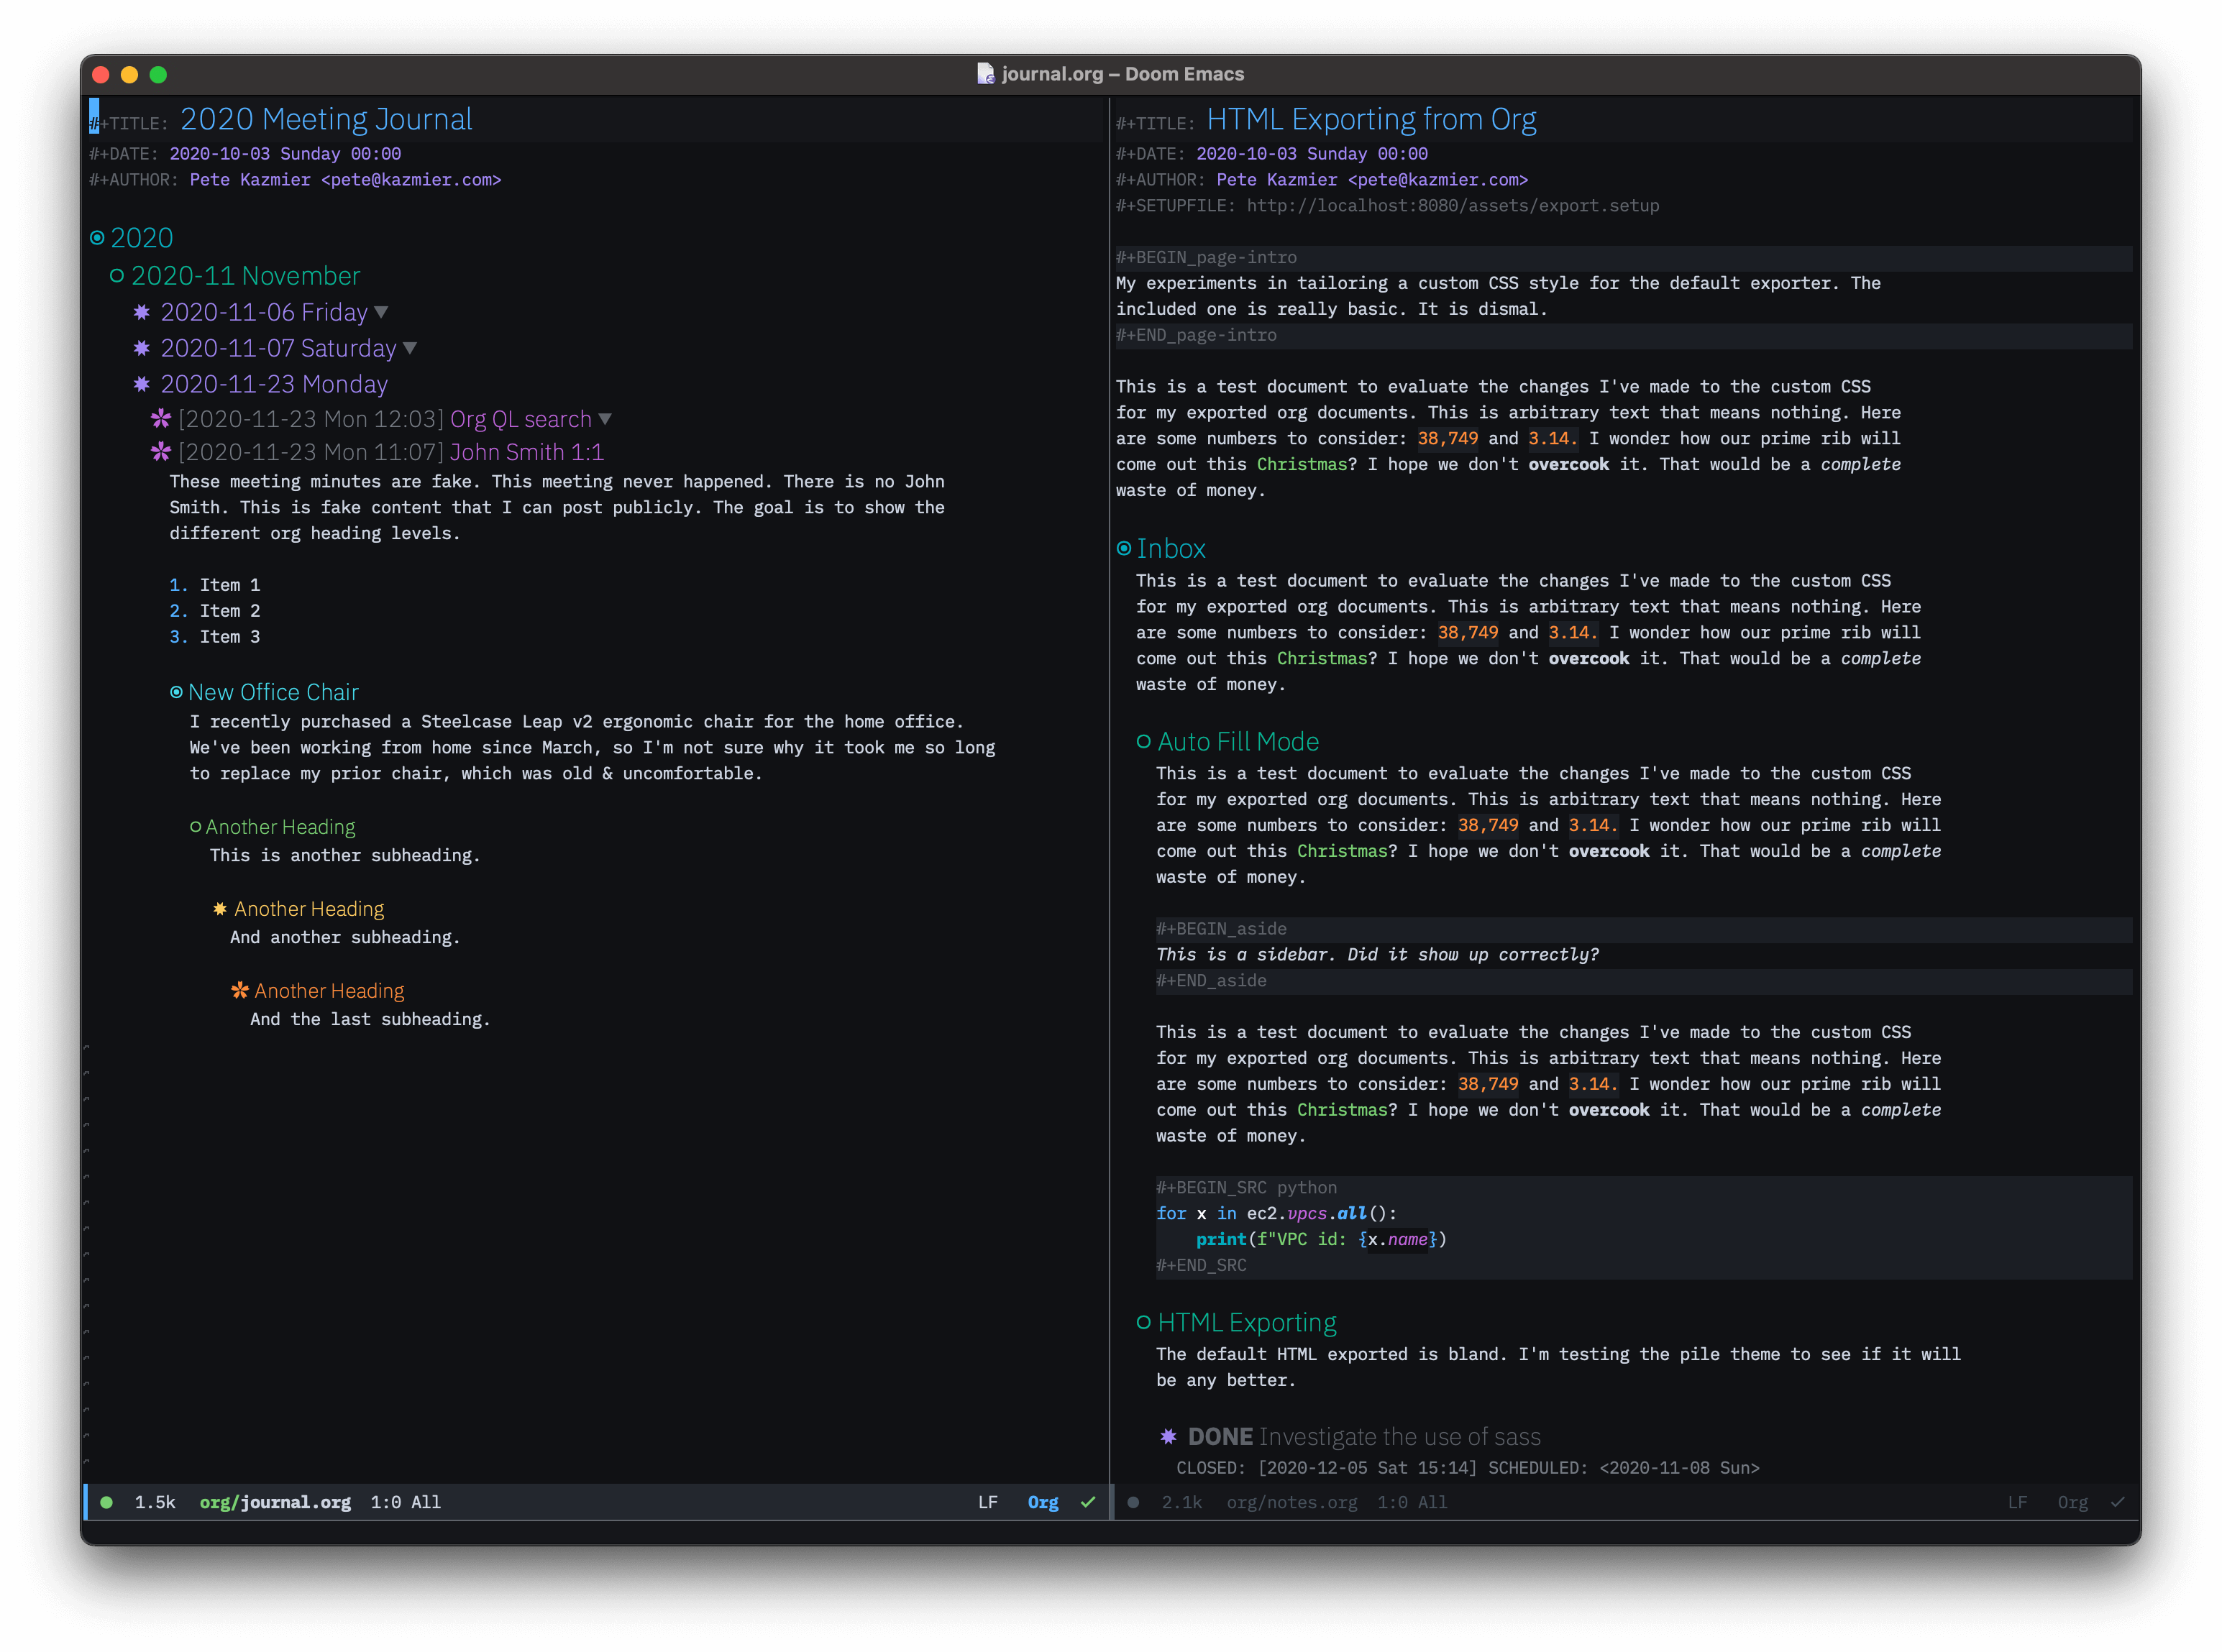 journal.org – Doom Emacs
#+TITLE: 2020 Meeting Journal
#+DATE: 2020-10-03 Sunday 00:00
#+AUTHOR: Pete Kazmier <pete@kazmier.com>
2020
2020-11 November
2020-11-06 Friday ▼
2020-11-07 Saturday ▼
2020-11-23 Monday
[2020-11-23 Mon 12:03] Org QL search ▼
[2020-11-23 Mon 11:07] John Smith 1:1
These meeting minutes are fake. This meeting never happened. There is no John
Smith. This is fake content that I can post publicly. The goal is to show the
different org heading levels.
1. Item 1
2. Item 2
3. Item 3
New Office Chair
I recently purchased a Steelcase Leap v2 ergonomic chair for the home office.
We've been working from home since March, so I'm not sure why it took me so long
to replace my prior chair, which was old & uncomfortable.
Another Heading
This is another subheading.
Another Heading
And another subheading.
Another Heading
And the last subheading.
1.5k org/journal.org 1:0 All LF Org ✓
#+TITLE: HTML Exporting from Org
#+DATE: 2020-10-03 Sunday 00:00
#+AUTHOR: Pete Kazmier <pete@kazmier.com>
#+SETUPFILE: http://localhost:8080/assets/export.setup
#+BEGIN_page-intro
My experiments in tailoring a custom CSS style for the default exporter. The
included one is really basic. It is dismal.
#+END_page-intro
This is a test document to evaluate the changes I've made to the custom CSS
for my exported org documents. This is arbitrary text that means nothing. Here
are some numbers to consider: 38,749 and 3.14. I wonder how our prime rib will
come out this Christmas? I hope we don't overcook it. That would be a complete
waste of money.
Inbox
This is a test document to evaluate the changes I've made to the custom CSS
for my exported org documents. This is arbitrary text that means nothing. Here
are some numbers to consider: 38,749 and 3.14. I wonder how our prime rib will
come out this Christmas? I hope we don't overcook it. That would be a complete
waste of money.
Auto Fill Mode
This is a test document to evaluate the changes I've made to the custom CSS
for my exported org documents. This is arbitrary text that means nothing. Here
are some numbers to consider: 38,749 and 3.14. I wonder how our prime rib will
come out this Christmas? I hope we don't overcook it. That would be a complete
waste of money.
#+BEGIN_aside
This is a sidebar. Did it show up correctly?
#+END_aside
This is a test document to evaluate the changes I've made to the custom CSS
for my exported org documents. This is arbitrary text that means nothing. Here
are some numbers to consider: 38,749 and 3.14. I wonder how our prime rib will
come out this Christmas? I hope we don't overcook it. That would be a complete
waste of money.
#+BEGIN_SRC python
for x in ec2.vpcs.all():
    print(f"VPC id: {x.name})
#+END_SRC
HTML Exporting
The default HTML exported is bland. I'm testing the pile theme to see if it will
be any better.
DONE Investigate the use of sass
CLOSED: [2020-12-05 Sat 15:14] SCHEDULED: <2020-11-08 Sun>
2.1k org/notes.org 1:0 All LF Org ✓